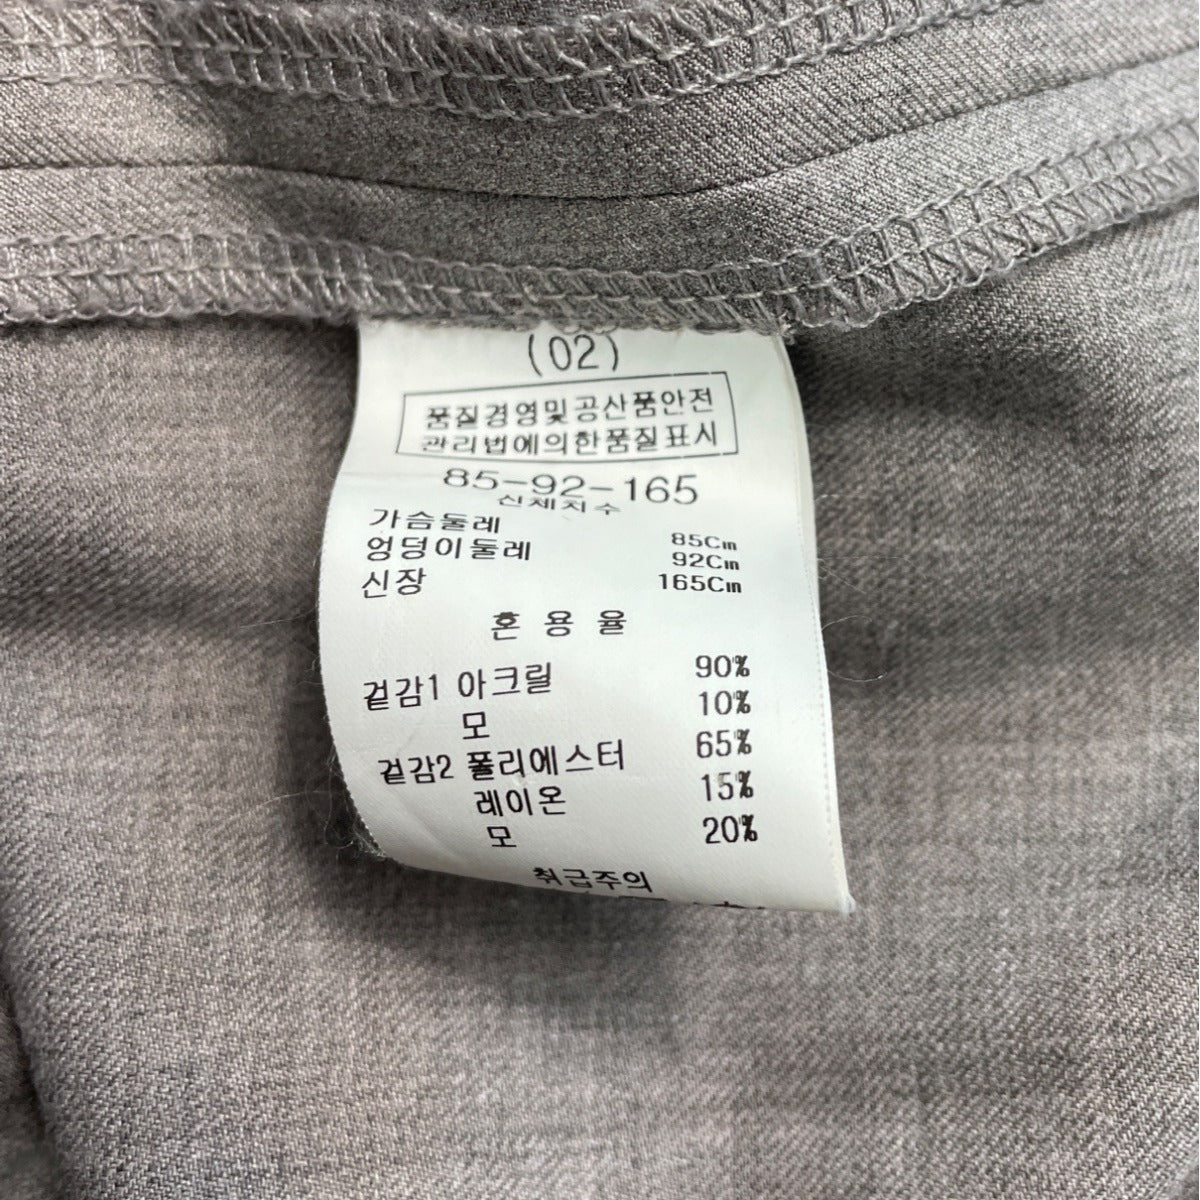 (02)
품질경영및공산품안전
관리법에의한품질표시
85-92-165
신체치수
가슴둘레 85Cm
엉덩이둘레 92Cm
신장 165Cm
혼 용 율
겉감1 아크릴 90%
모 10%
겉감2 폴리에스터 65%
레이온 15%
모 20%
취급주의